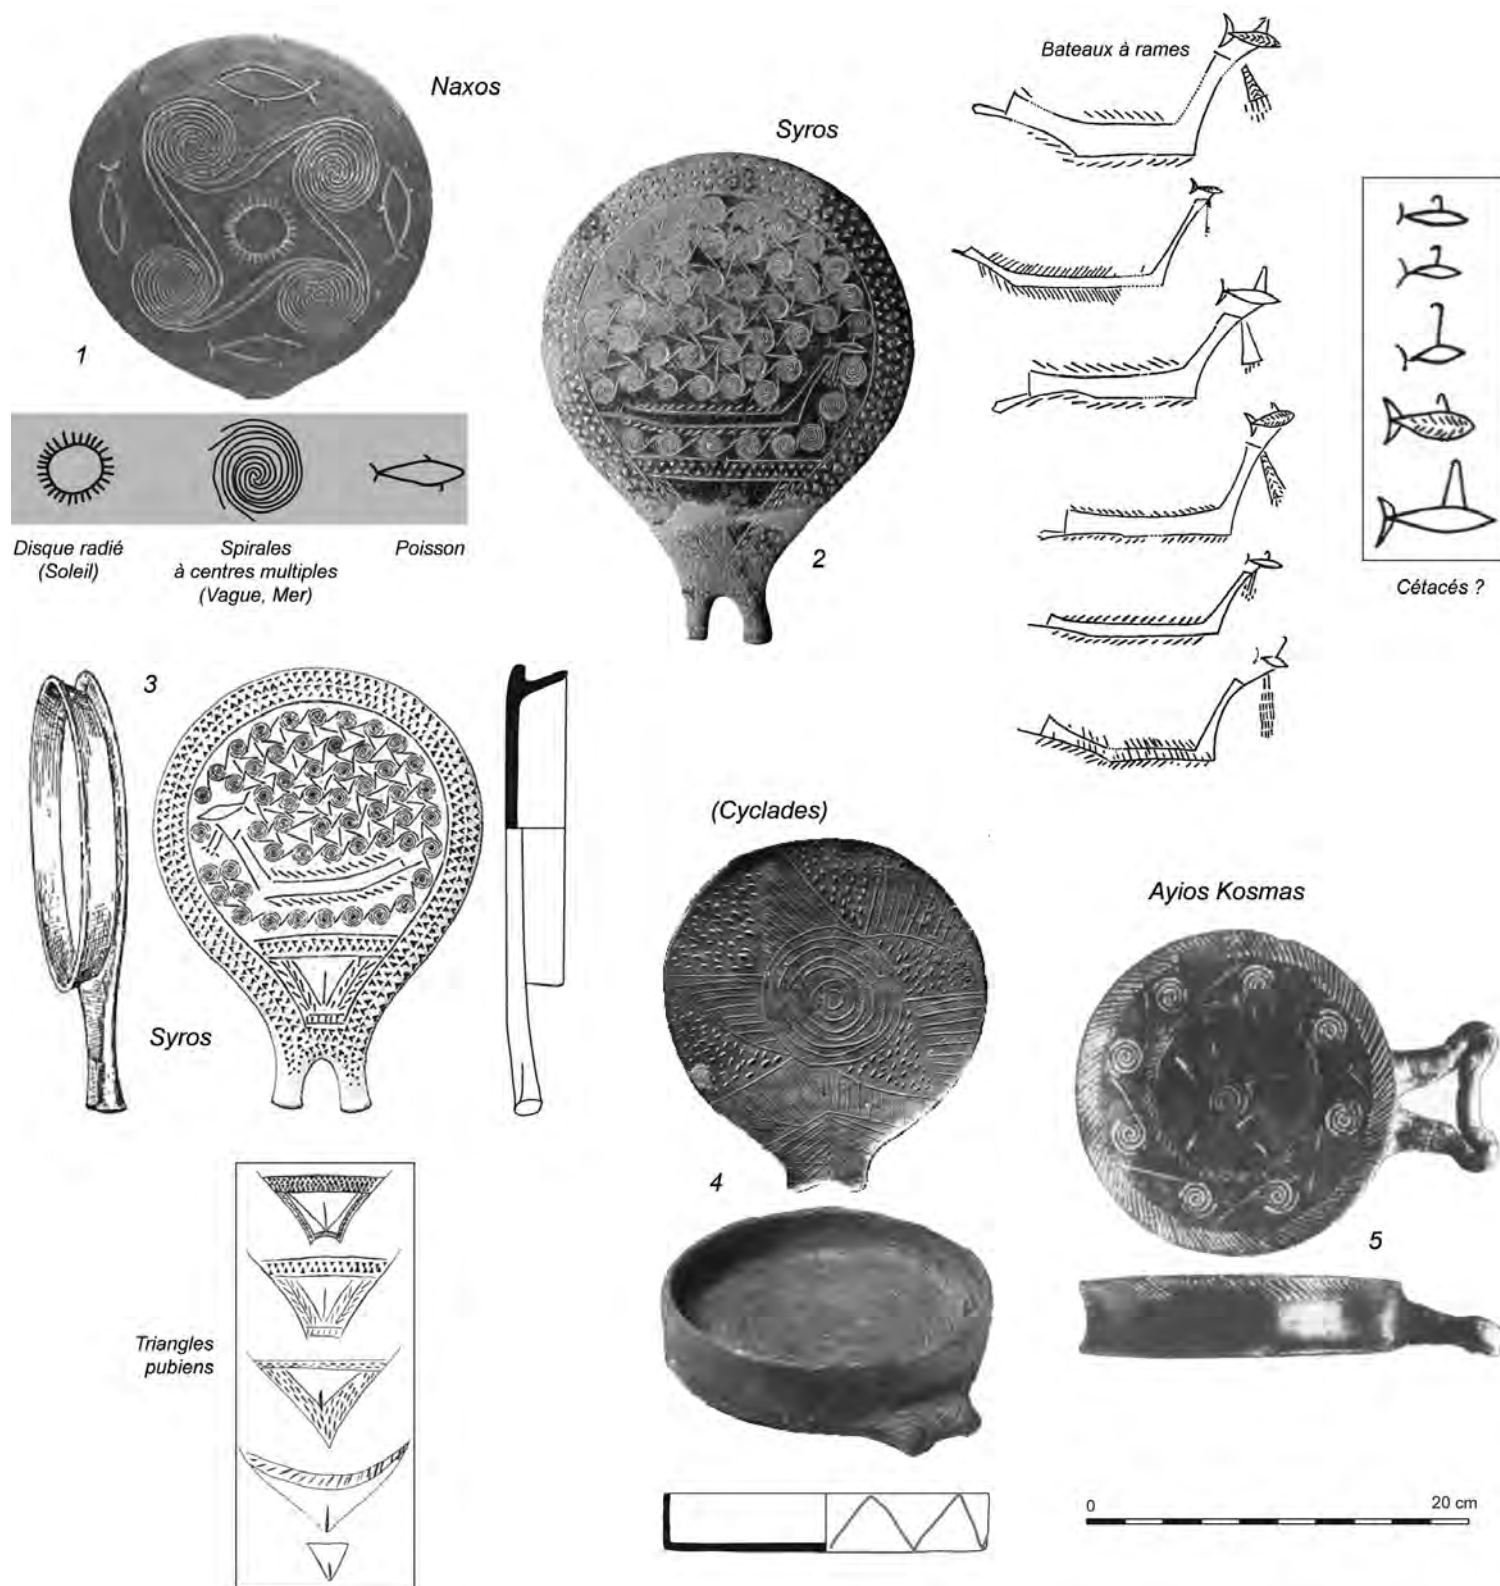 Naxos
1
Disque radié
(Soleil)
Spirales
à centres multiples
(Vague, Mer)
Poisson
Syros
2
Bateaux à rames
Cétacés ?
3
Syros
Triangles
pubiens
(Cyclades)
4
Ayios Kosmas
5
0
20 cm